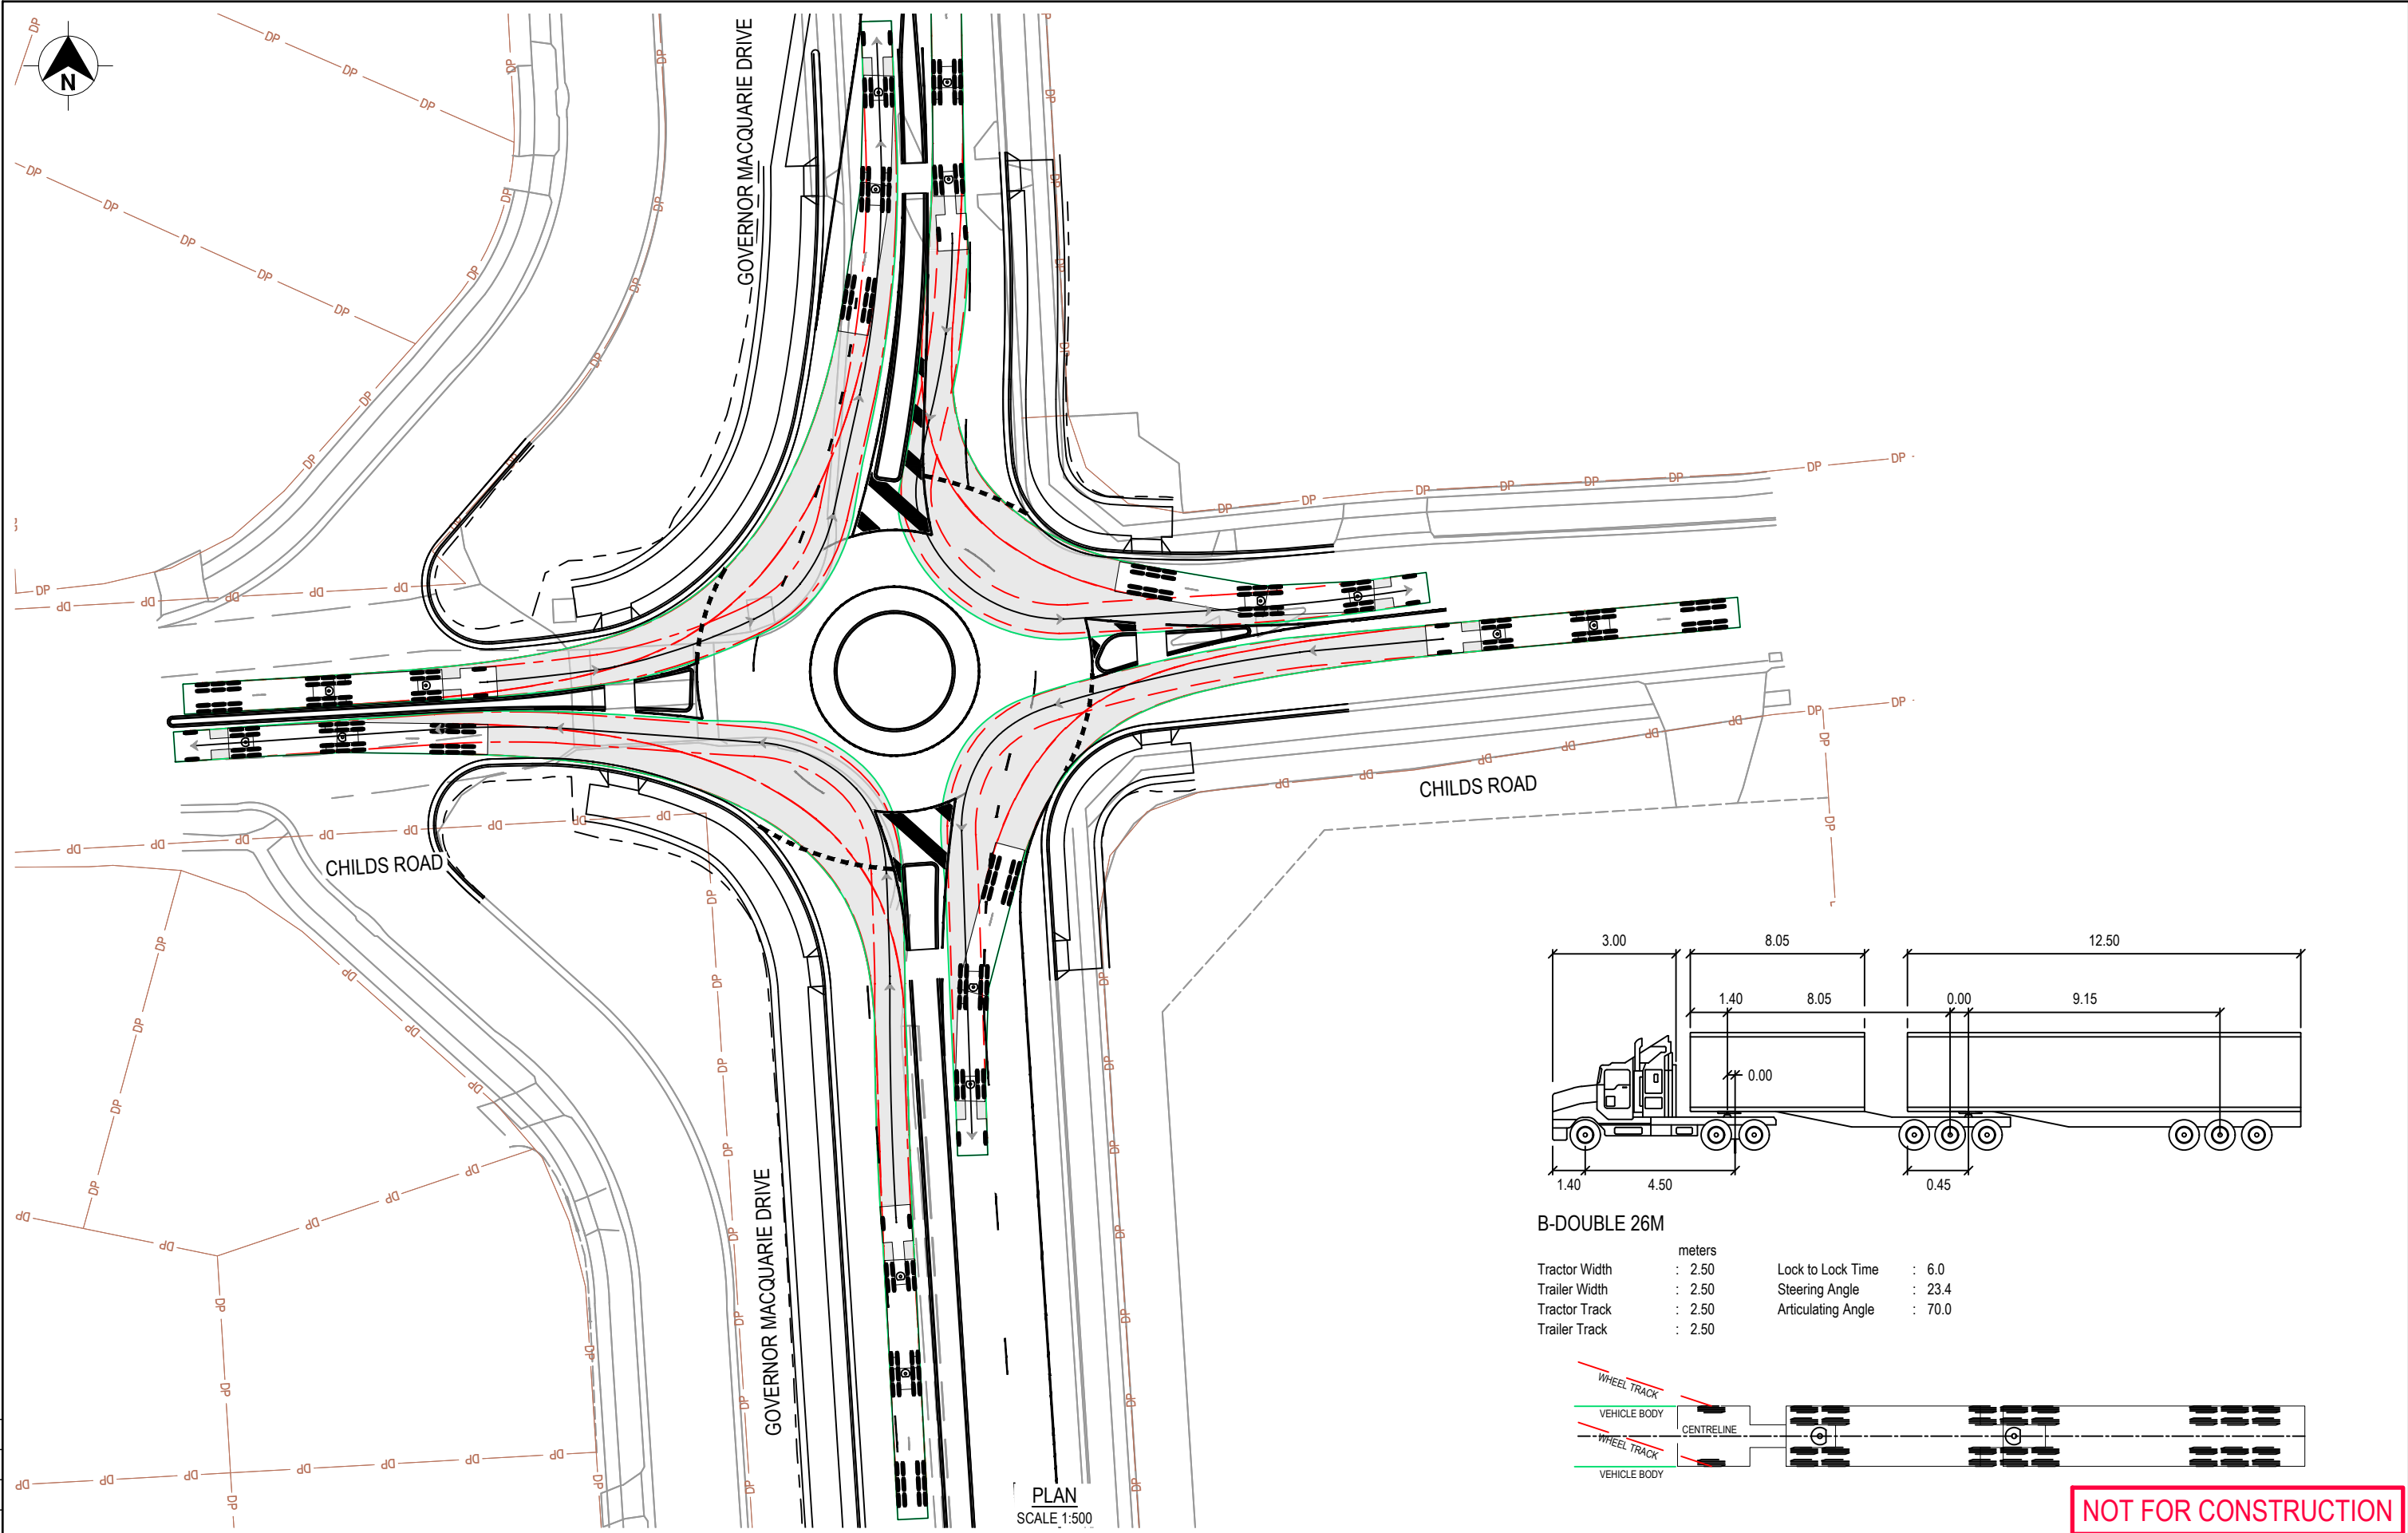 N
GOVERNOR MACQUARIE DRIVE
CHILDS ROAD
CHILDS ROAD
GOVERNOR MACQUARIE DRIVE
DP
3.00
8.05
12.50
1.40
8.05
0.00
9.15
0.00
1.40
4.50
0.45
B-DOUBLE 26M
meters
Tractor Width : 2.50 Lock to Lock Time : 6.0
Trailer Width : 2.50 Steering Angle : 23.4
Tractor Track : 2.50 Articulating Angle : 70.0
Trailer Track : 2.50
WHEEL TRACK
VEHICLE BODY
CENTRELINE
WHEEL TRACK
VEHICLE BODY
PLAN
SCALE 1:500
NOT FOR CONSTRUCTION